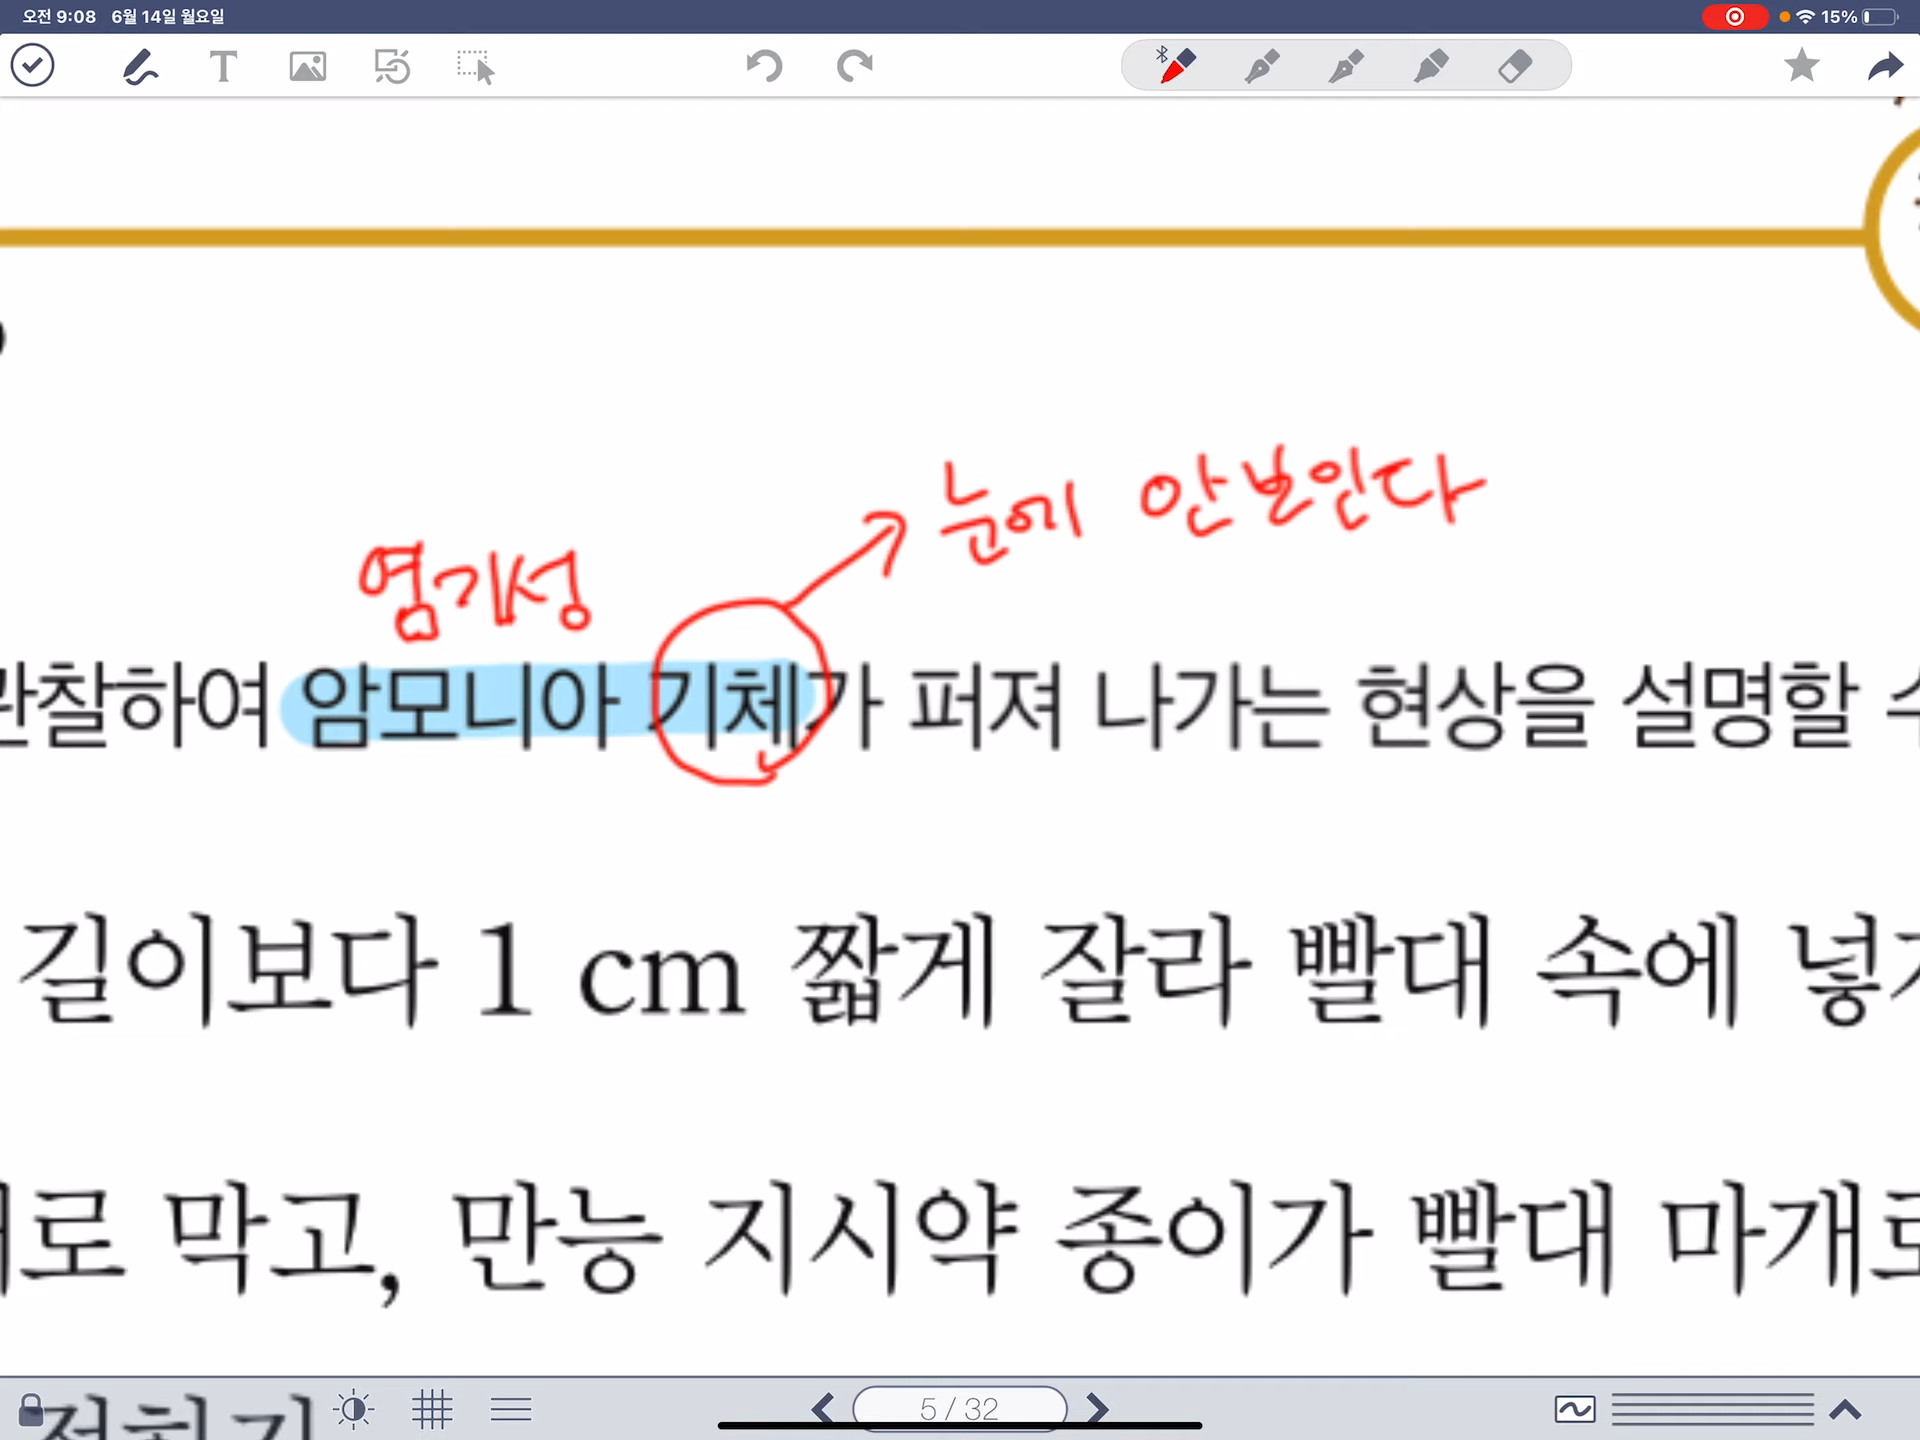 오전 9:08 6월 14일 월요일 15%
T
눈에 안보인다
염기성
관찰하여 암모니아 기체가 퍼져 나가는 현상을 설명할 수
길이보다 1 cm 짧게 잘라 빨대 속에 넣
로 막고, 만능 지시약 종이가 빨대 마개로
5 / 32